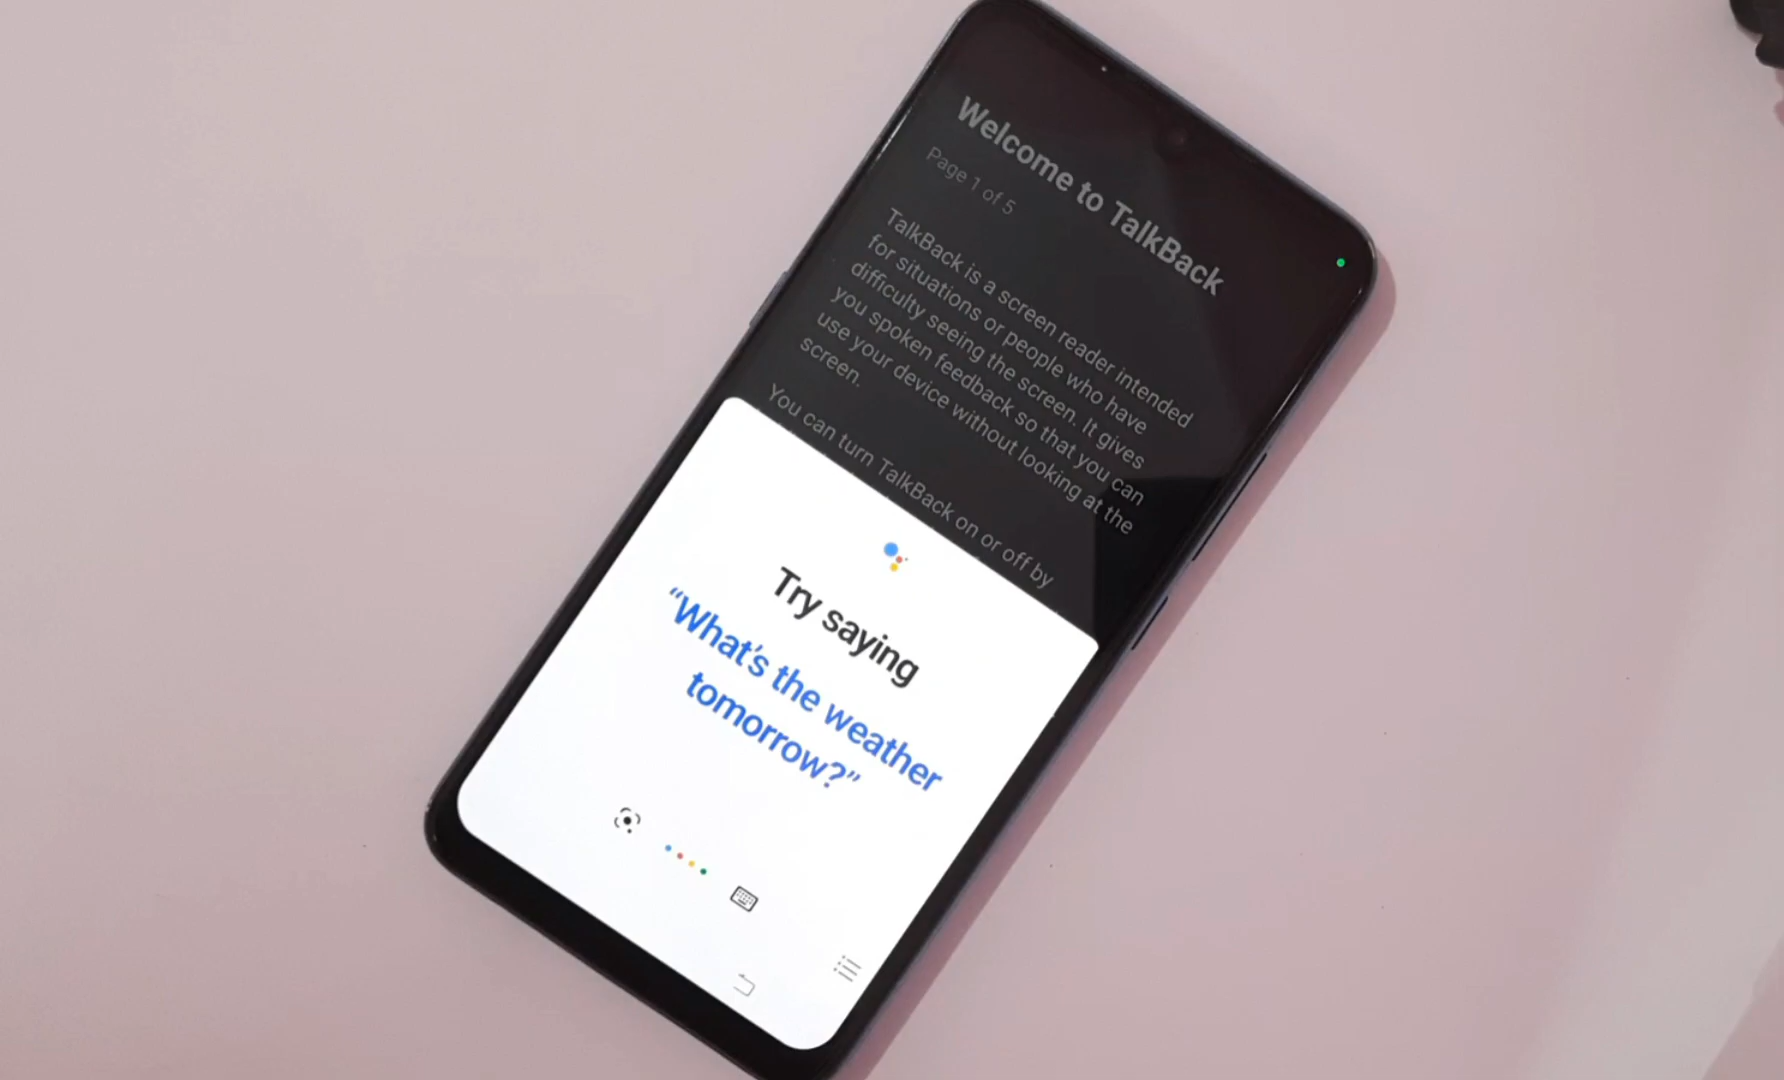 Welcome to TalkBack
Page 1 of 5
TalkBack is a screen reader intended
for situations or people who have
difficulty seeing the screen. It gives
you spoken feedback so that you can
use your device without looking at the
screen.
You can turn TalkBack on or off by
Try saying
“What's the weather
tomorrow?”